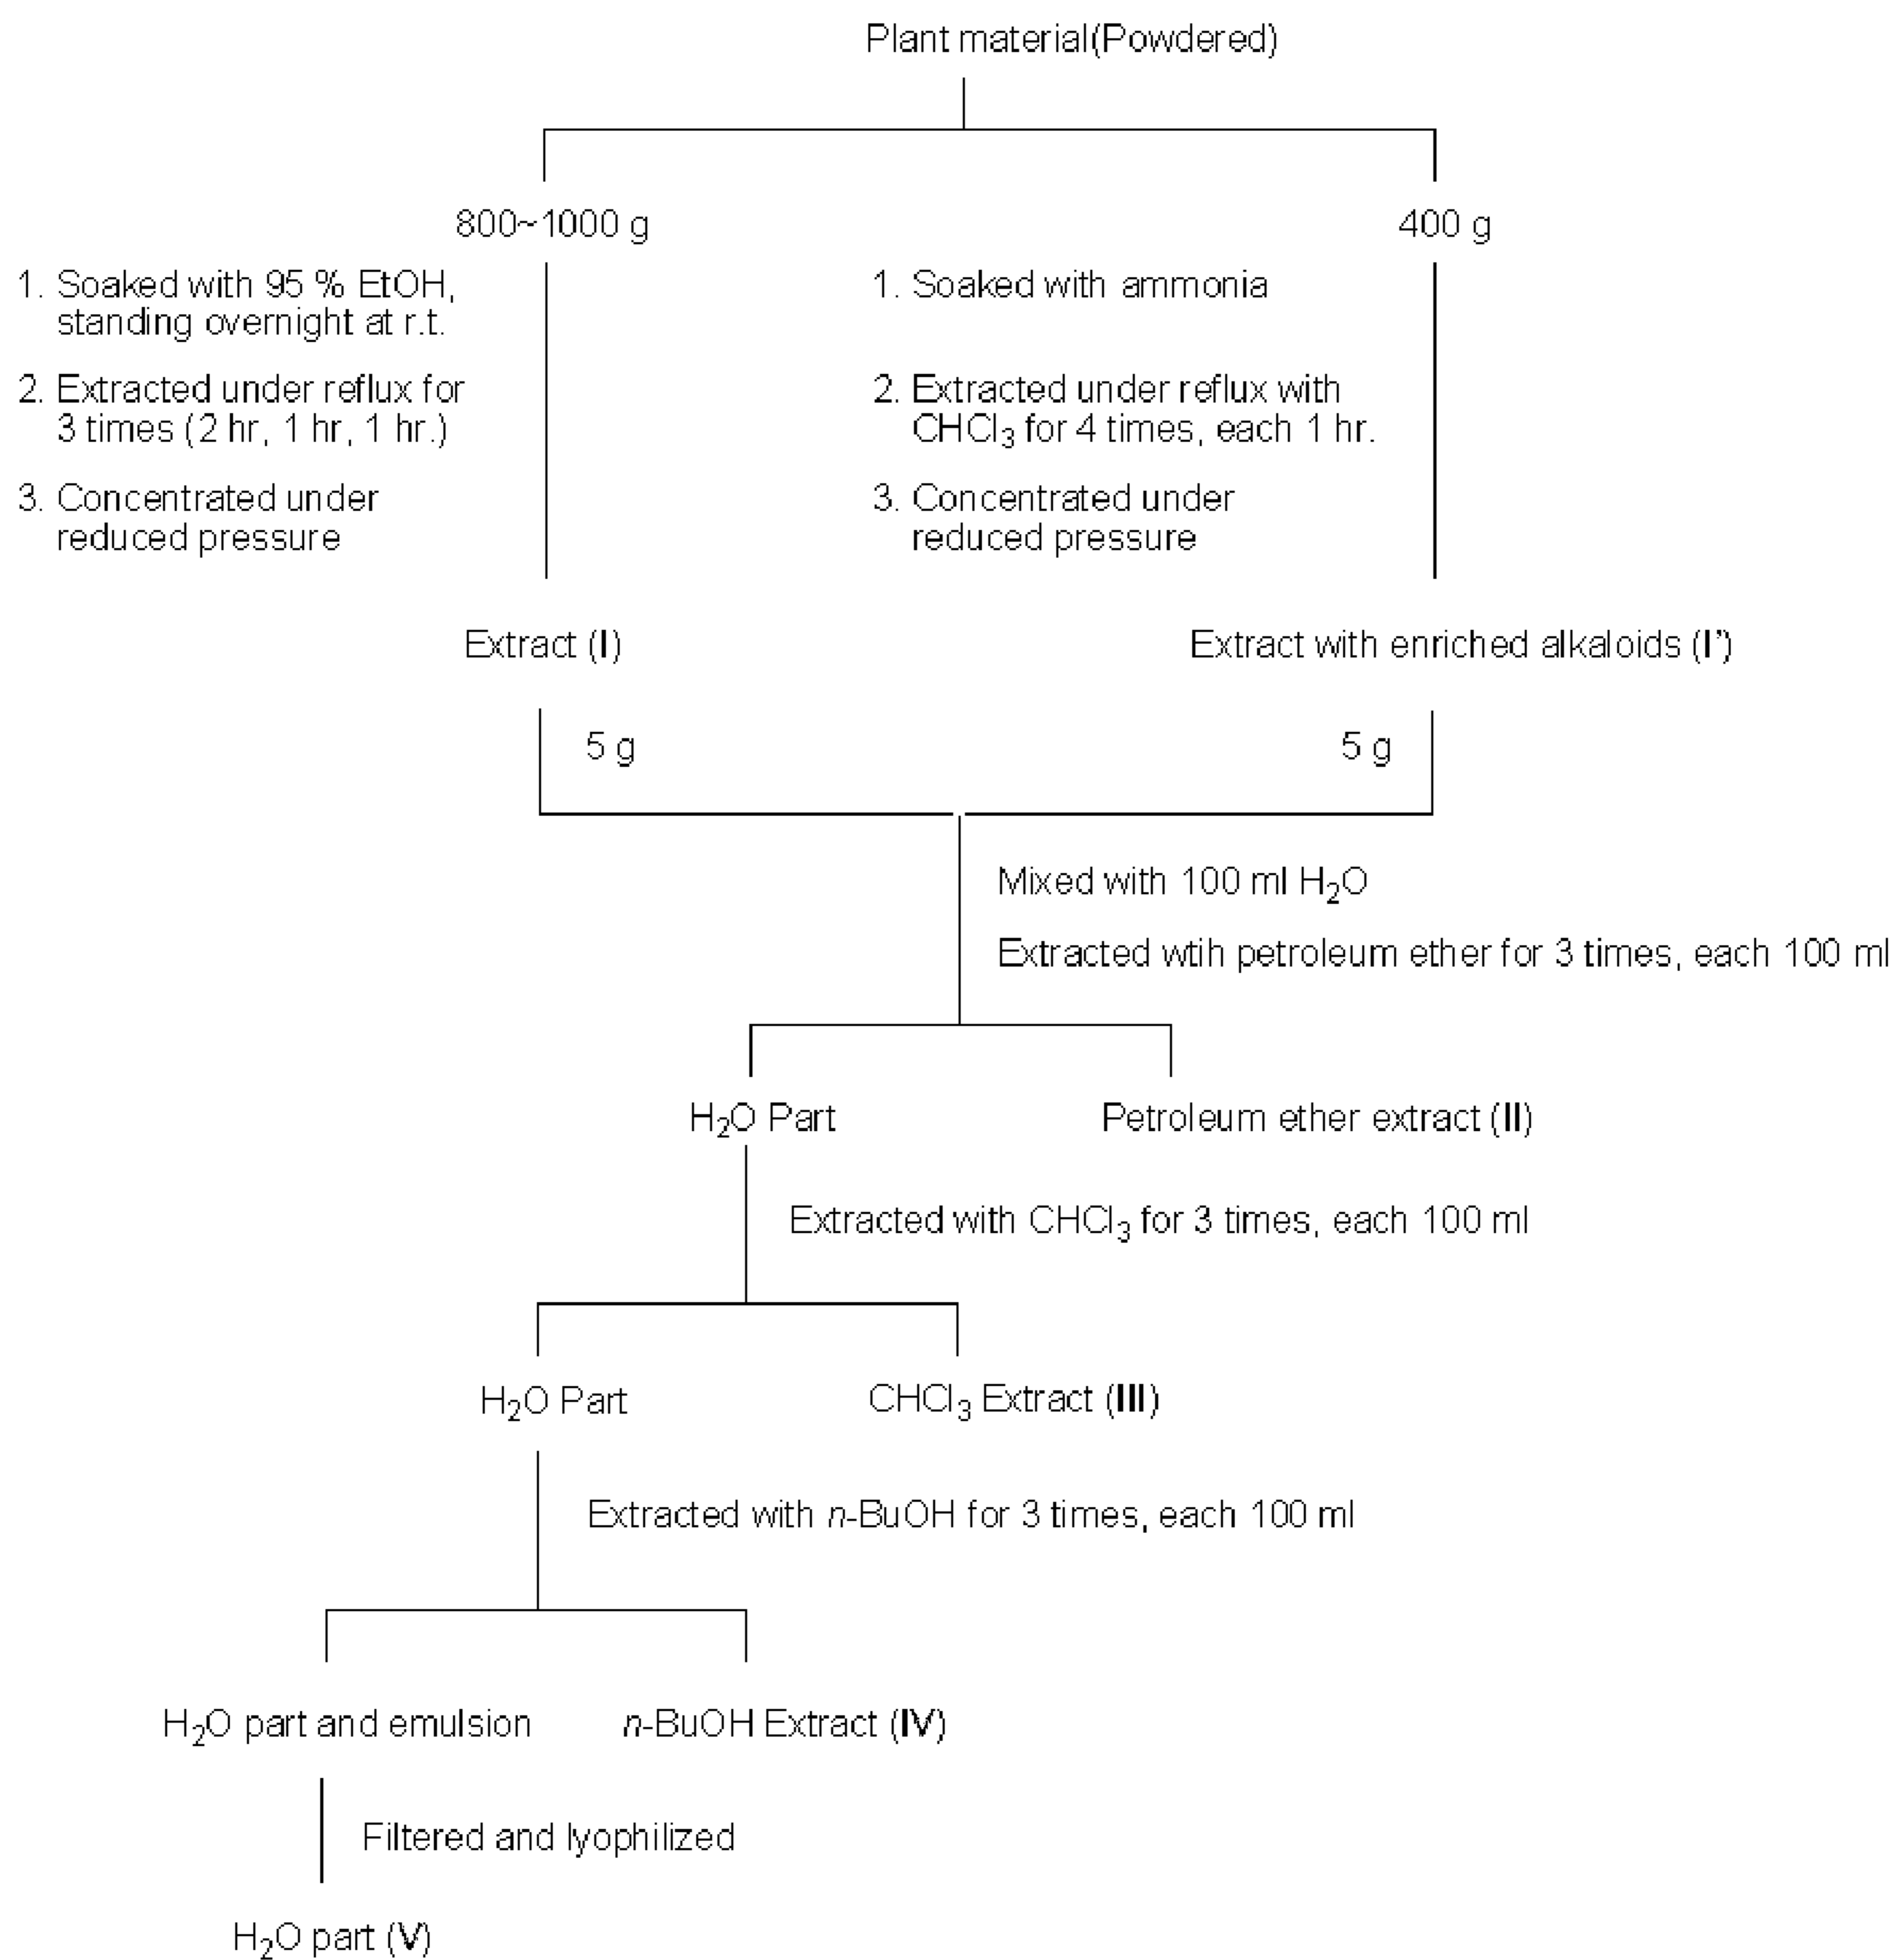 Plant material(Powdered)
800~1000 g
400 g
1. Soaked with 95 % EtOH,
standing overnight at r.t.
2. Extracted under reflux for
3 times (2 hr, 1 hr, 1 hr.)
3. Concentrated under
reduced pressure
1. Soaked with ammonia
2. Extracted under reflux with
CHCl₃ for 4 times, each 1 hr.
3. Concentrated under
reduced pressure
Extract (I)
Extract with enriched alkaloids (I’)
5 g
5 g
Mixed with 100 ml H₂O
Extracted wtih petroleum ether for 3 times, each 100 ml
H₂O Part
Petroleum ether extract (II)
Extracted with CHCl₃ for 3 times, each 100 ml
H₂O Part
CHCl₃ Extract (III)
Extracted with n-BuOH for 3 times, each 100 ml
H₂O part and emulsion
n-BuOH Extract (IV)
Filtered and lyophilized
H₂O part (V)